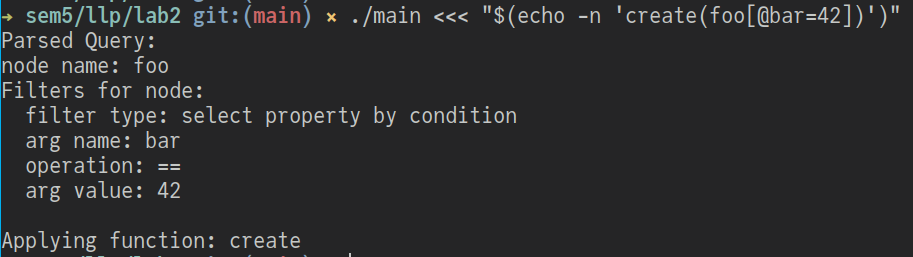 → sem5/llp/lab2 git:(main) × ./main <<< "$(echo -n 'create(foo[@bar=42])')"
Parsed Query:
node name: foo
Filters for node:
  filter type: select property by condition
  arg name: bar
  operation: ==
  arg value: 42

Applying function: create